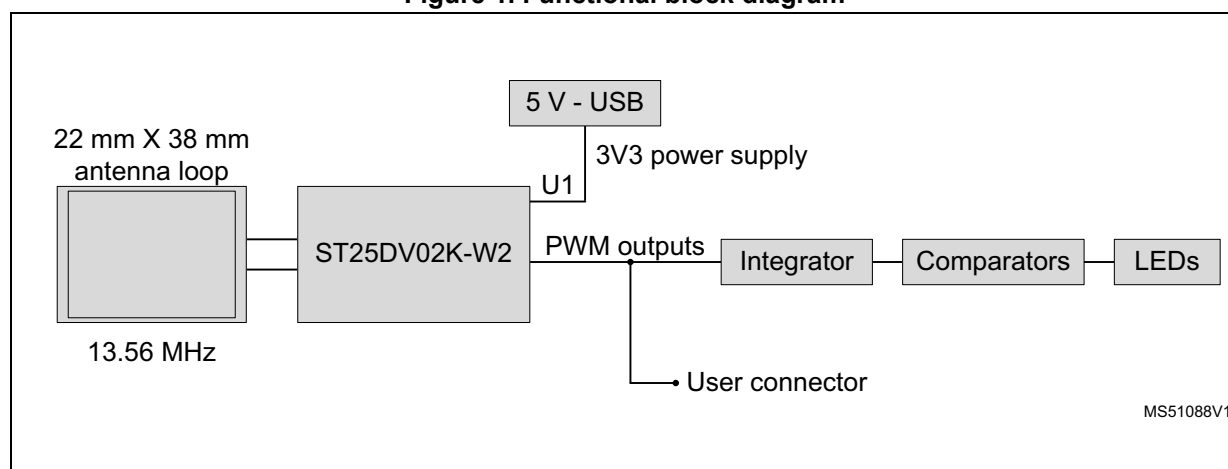 Figure 1. Functional block diagram
5 V - USB
22 mm X 38 mm
antenna loop
3V3 power supply
U1
ST25DV02K-W2
PWM outputs
Integrator
Comparators
LEDs
13.56 MHz
User connector
MS51088V1